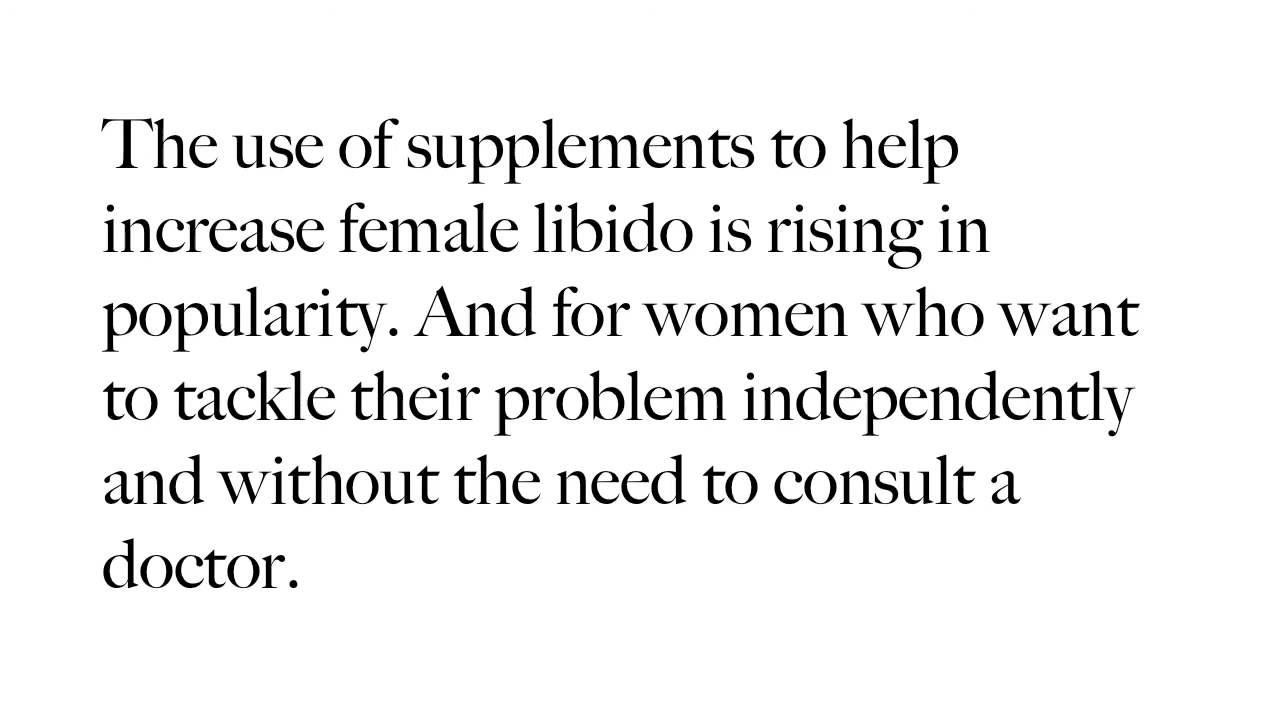 The use of supplements to help
increase female libido is rising in
popularity. And for women who want
to tackle their problem independently
and without the need to consult a
doctor.